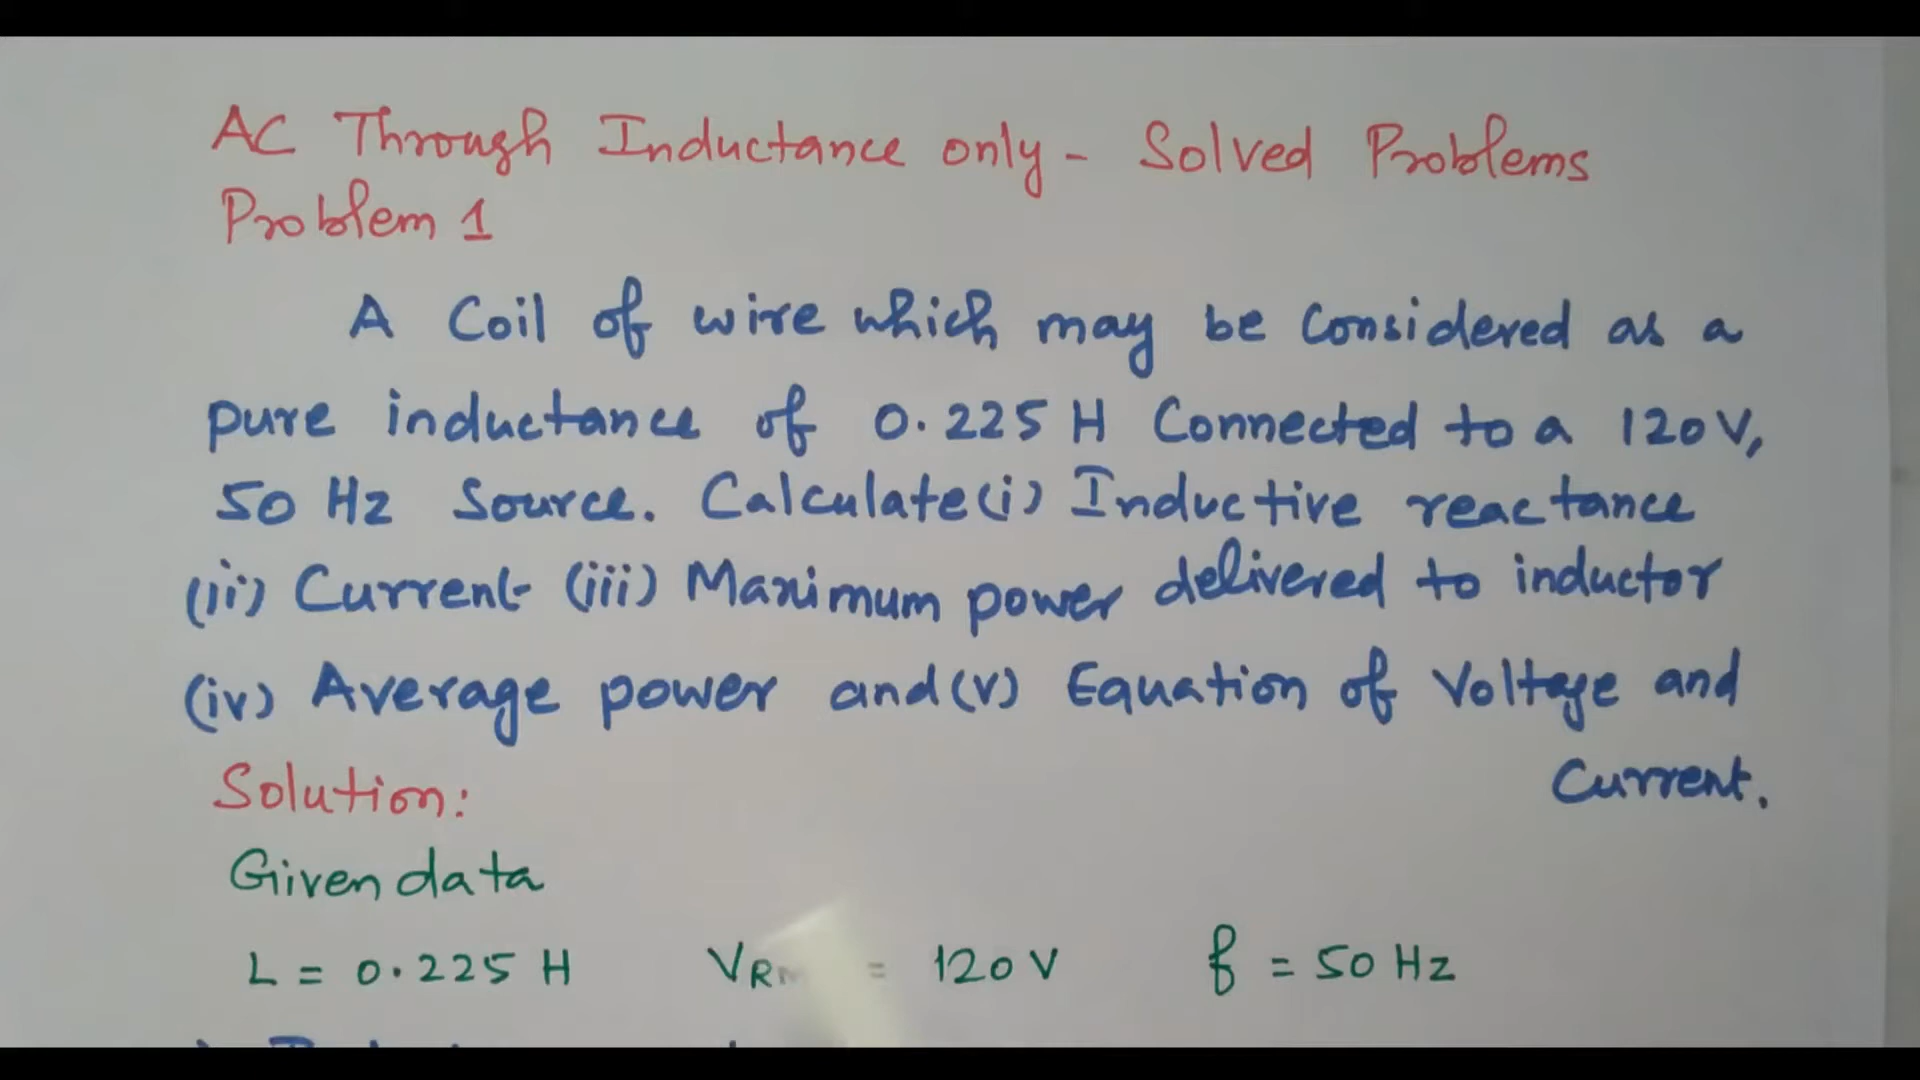 AC Through Inductance only - Solved Problems
Problem 1
A Coil of wire which may be Considered as a
pure inductance of 0.225 H Connected to a 120 V,
50 Hz Source. Calculate (i) Inductive reactance
(ii) Current (iii) Maximum power delivered to inductor
(iv) Average power and (v) Equation of Voltage and
Current.
Solution:
Given data
L = 0.225 H = 120 V f = 50 Hz